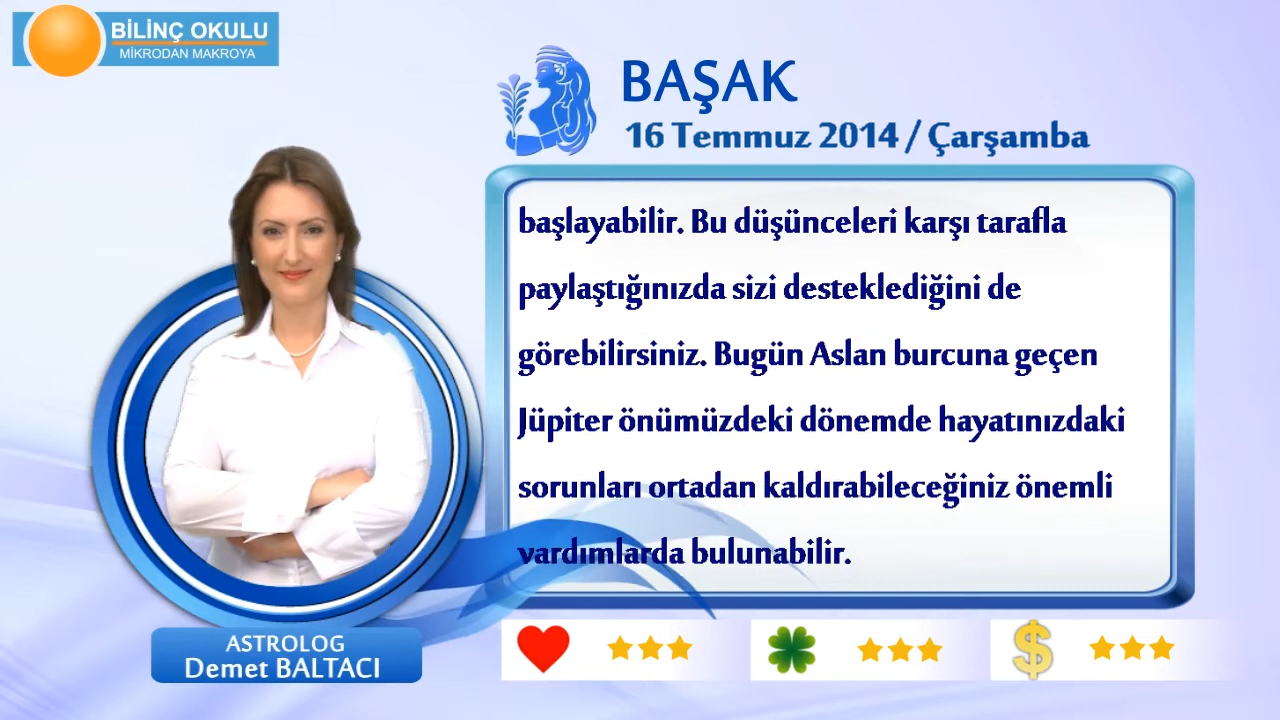 BİLİNÇ OKULU
MİKRODAN MAKROYA
BAŞAK
16 Temmuz 2014 / Çarşamba
başlayabilir. Bu düşünceleri karşı tarafla
paylaştığınızda sizi desteklediğini de
görebilirsiniz. Bugün Aslan burcuna geçen
Jüpiter önümüzdeki dönemde hayatınızdaki
sorunları ortadan kaldırabileceğiniz önemli
vardımlarda bulunabilir.
ASTROLOG
Demet BALTACI
$